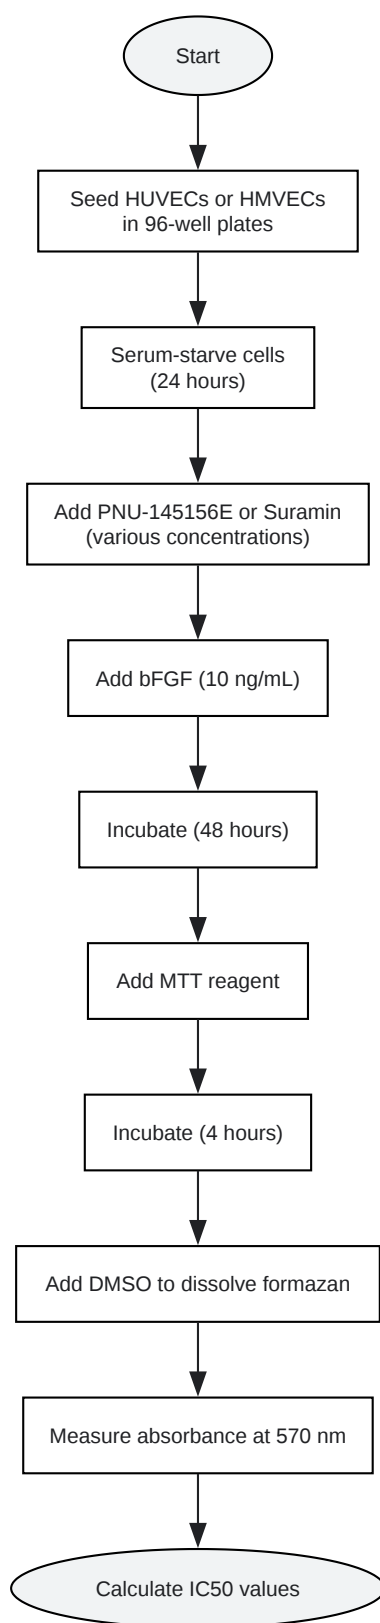 Start
Seed HUVECs or HMVECs
in 96-well plates
Serum-starve cells
(24 hours)
Add PNU-145156E or Suramin
(various concentrations)
Add bFGF (10 ng/mL)
Incubate (48 hours)
Add MTT reagent
Incubate (4 hours)
Add DMSO to dissolve formazan
Measure absorbance at 570 nm
Calculate IC50 values